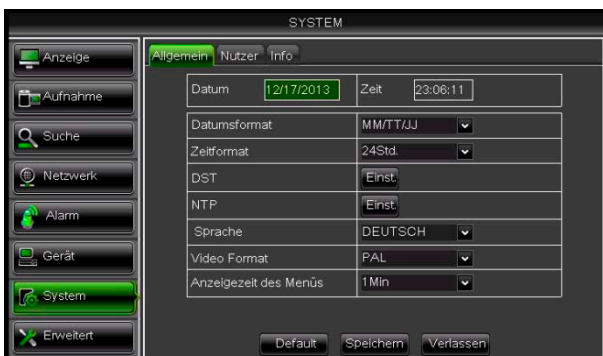 SYSTEM
Anzeige
Aufnahme
Suche
Netzwerk
Alarm
Gerät
System
Erweitert
Allgemein Nutzer Info
Datum 12/17/2013 Zeit 23:06:11
Datumsformat MM/TT/JJ
Zeitformat 24Std.
DST Einst.
NTP Einst.
Sprache DEUTSCH
Video Format PAL
Anzeigezeit des Menüs 1Min
Default Speichern Verlassen